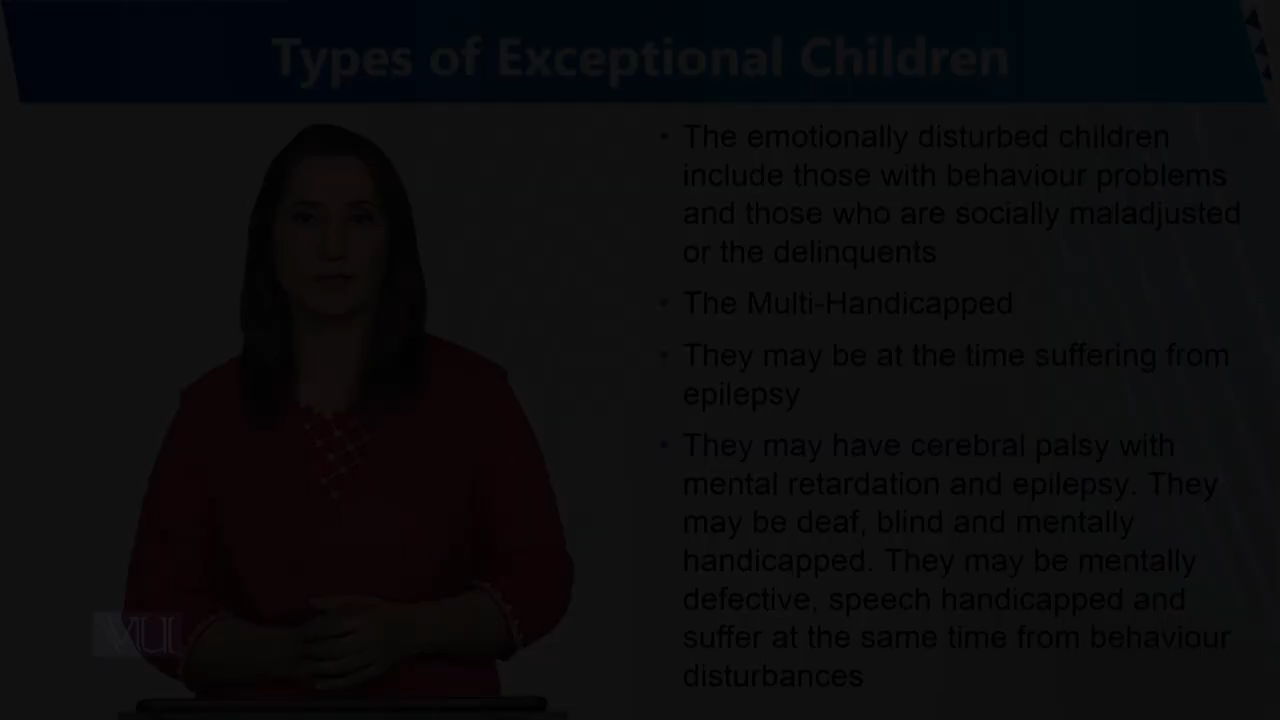 Types of Exceptional Children
• The emotionally disturbed children
include those with behaviour problems
and those who are socially maladjusted
or the delinquents
• The Multi-Handicapped
• They may be at the time suffering from
epilepsy
• They may have cerebral palsy with
mental retardation and epilepsy. They
may be deaf, blind and mentally
handicapped. They may be mentally
defective, speech handicapped and
suffer at the same time from behaviour
disturbances
VU